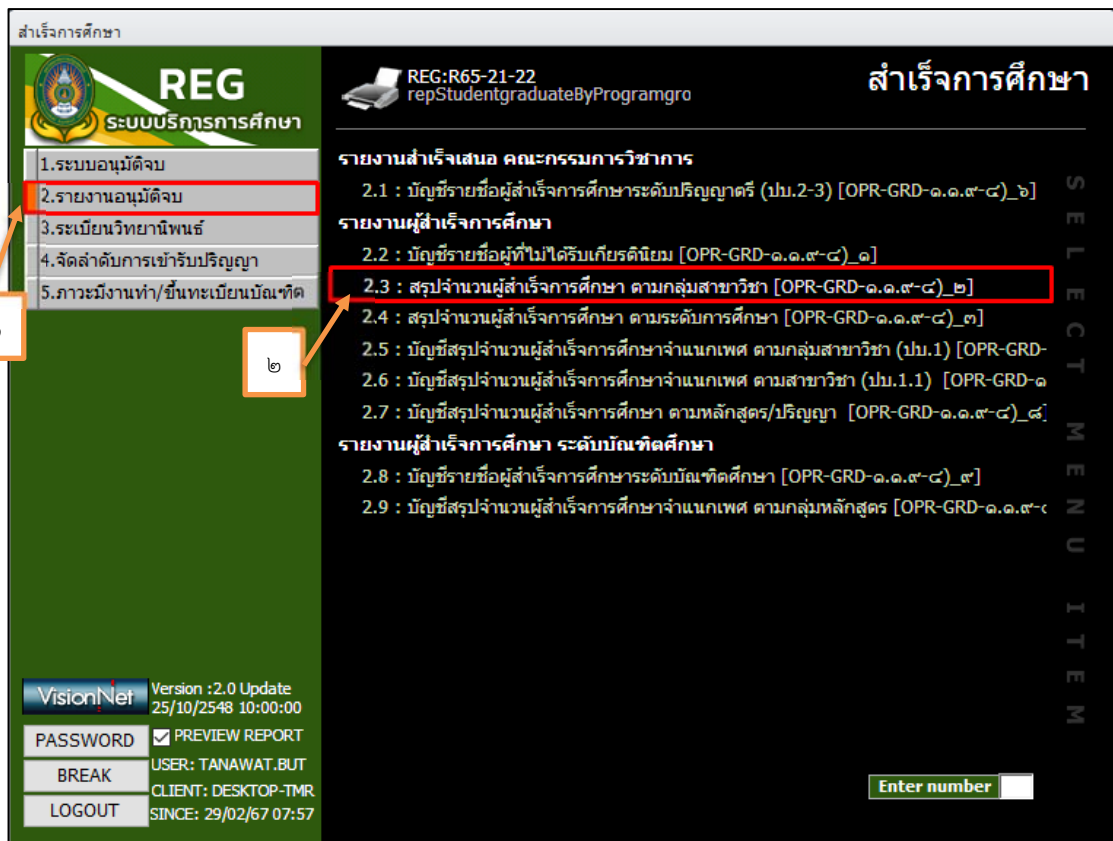 สำเร็จการศึกษา
REG
ระบบบริการการศึกษา
1.ระบบอนุมัติจบ
2.รายงานอนุมัติจบ
3.ระเบียนวิทยานิพนธ์
4.จัดลำดับการเข้ารับปริญญา
5.ภาวะมีงานทำ/ขึ้นทะเบียนบัณฑิต
REG:R65-21-22
repStudentgraduateByProgramgro
สำเร็จการศึกษา
รายงานสำเร็จเสนอ คณะกรรมการวิชาการ
2.1 : บัญชีรายชื่อผู้สำเร็จการศึกษาระดับปริญญาตรี (ปบ.2-3) [OPR-GRD-๑.๑.๙-๔)_๖]
รายงานผู้สำเร็จการศึกษา
2.2 : บัญชีรายชื่อผู้ที่ไม่ได้รับเกียรตินิยม [OPR-GRD-๑.๑.๙-๔)_๑]
2.3 : สรุปจำนวนผู้สำเร็จการศึกษา ตามกลุ่มสาขาวิชา [OPR-GRD-๑.๑.๙-๔)_๒]
2.4 : สรุปจำนวนผู้สำเร็จการศึกษา ตามระดับการศึกษา [OPR-GRD-๑.๑.๙-๔)_๓]
2.5 : บัญชีสรุปจำนวนผู้สำเร็จการศึกษาจำแนกเพศ ตามกลุ่มสาขาวิชา (ปบ.1) [OPR-GRD-
2.6 : บัญชีสรุปจำนวนผู้สำเร็จการศึกษาจำแนกเพศ ตามสาขาวิชา (ปบ.1.1) [OPR-GRD-๑
2.7 : บัญชีสรุปจำนวนผู้สำเร็จการศึกษา ตามหลักสูตร/ปริญญา [OPR-GRD-๑.๑.๙-๔)_๘]
รายงานผู้สำเร็จการศึกษา ระดับบัณฑิตศึกษา
2.8 : บัญชีรายชื่อผู้สำเร็จการศึกษาระดับบัณฑิตศึกษา [OPR-GRD-๑.๑.๙-๔)_๙]
2.9 : บัญชีสรุปจำนวนผู้สำเร็จการศึกษาจำแนกเพศ ตามกลุ่มหลักสูตร [OPR-GRD-๑.๑.๙-
๒
SELECT MENU ITEM
VisionNet
Version :2.0 Update
25/10/2548 10:00:00
PASSWORD
PREVIEW REPORT
BREAK
USER: TANAWAT.BUT
CLIENT: DESKTOP-TMR
LOGOUT
SINCE: 29/02/67 07:57
Enter number